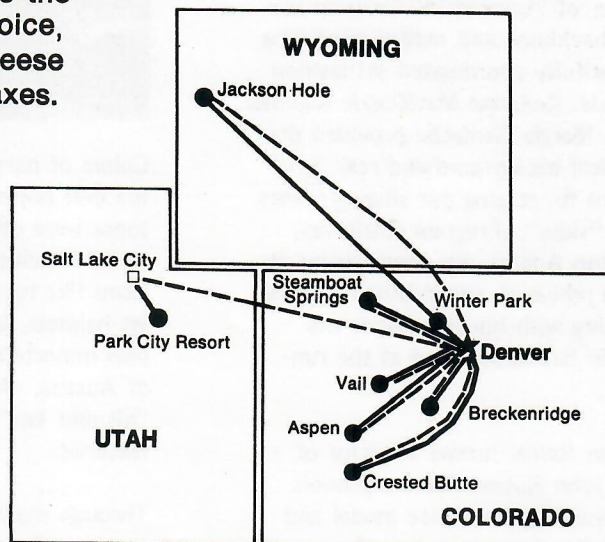 s the
oice,
eese
axes.
WYOMING
Jackson Hole
Salt Lake City
Park City Resort
Steamboat
Springs
Winter Park
Denver
Vail
Breckenridge
Aspen
Crested Butte
UTAH
COLORADO